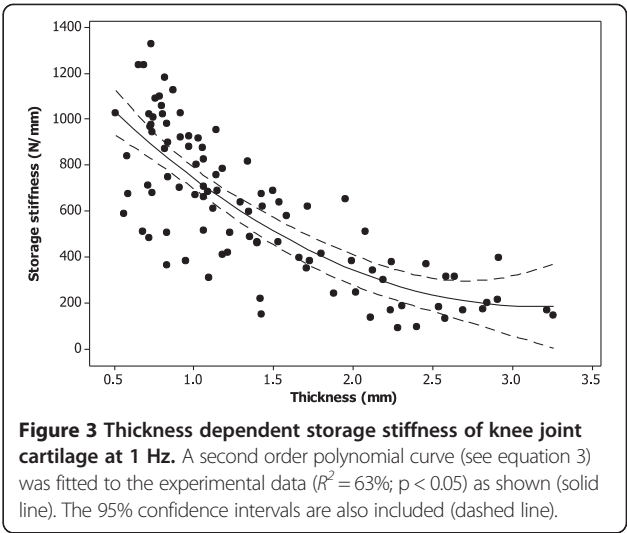 1400
1200
1000
800
600
400
200
0
Storage stiffness (N/mm)
0.5 1.0 1.5 2.0 2.5 3.0 3.5
Thickness (mm)
Figure 3 Thickness dependent storage stiffness of knee joint
cartilage at 1 Hz. A second order polynomial curve (see equation 3)
was fitted to the experimental data (R² = 63%; p < 0.05) as shown (solid
line). The 95% confidence intervals are also included (dashed line).